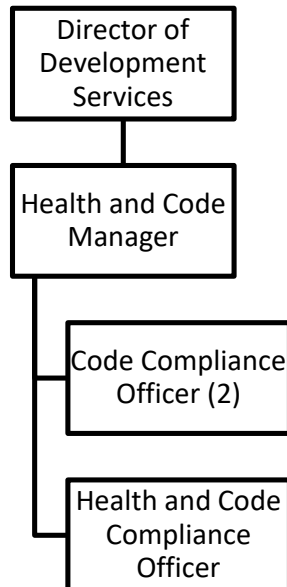 Director of
Development
Services
Health and Code
Manager
Code Compliance
Officer (2)
Health and Code
Compliance
Officer